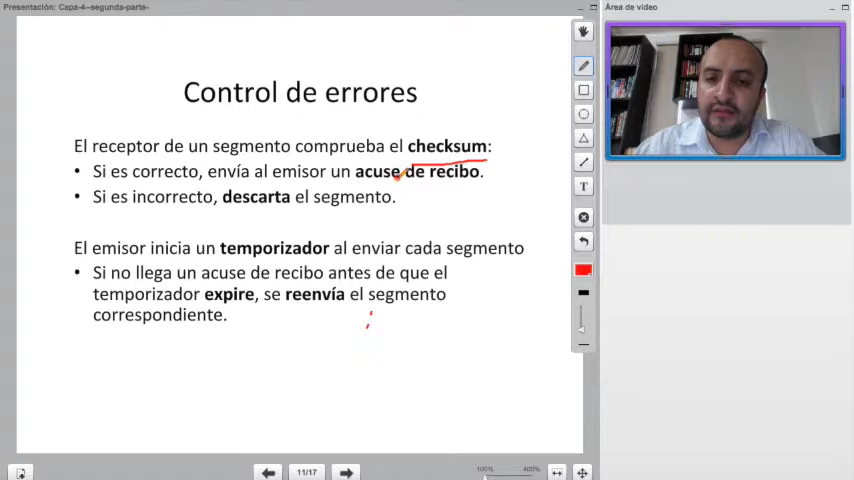 Presentación: Capa-4--segunda-parte-
Área de video
Control de errores
El receptor de un segmento comprueba el checksum:
• Si es correcto, envía al emisor un acuse de recibo.
• Si es incorrecto, descarta el segmento.
El emisor inicia un temporizador al enviar cada segmento
• Si no llega un acuse de recibo antes de que el
temporizador expire, se reenvía el segmento
correspondiente.
T
11/17
100%
400%